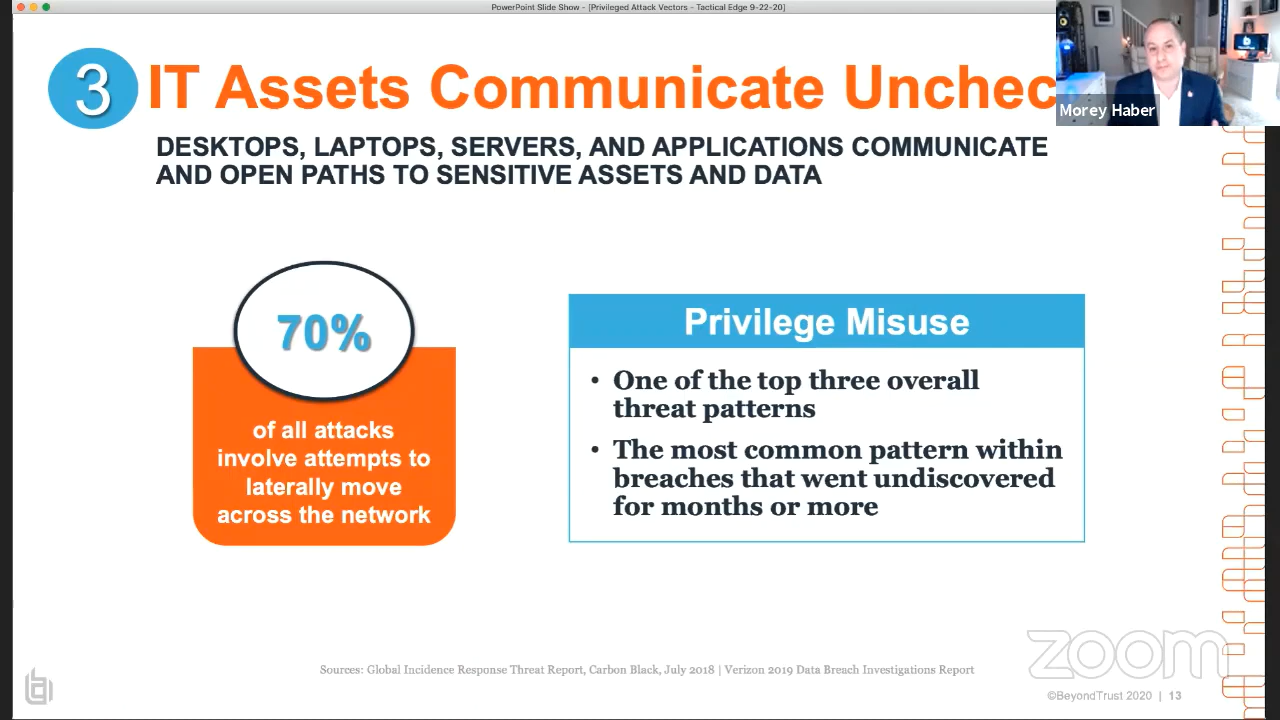 PowerPoint Slide Show - [Privileged Attack Vectors - Tactical Edge 9-22-20]
3
IT Assets Communicate Unchec
Morey Haber
DESKTOPS, LAPTOPS, SERVERS, AND APPLICATIONS COMMUNICATE
AND OPEN PATHS TO SENSITIVE ASSETS AND DATA
70%
of all attacks
involve attempts to
laterally move
across the network
Privilege Misuse
• One of the top three overall
threat patterns
• The most common pattern within
breaches that went undiscovered
for months or more
Sources: Global Incidence Response Threat Report, Carbon Black, July 2018 | Verizon 2019 Data Breach Investigations Report
zoom
©BeyondTrust 2020 | 13